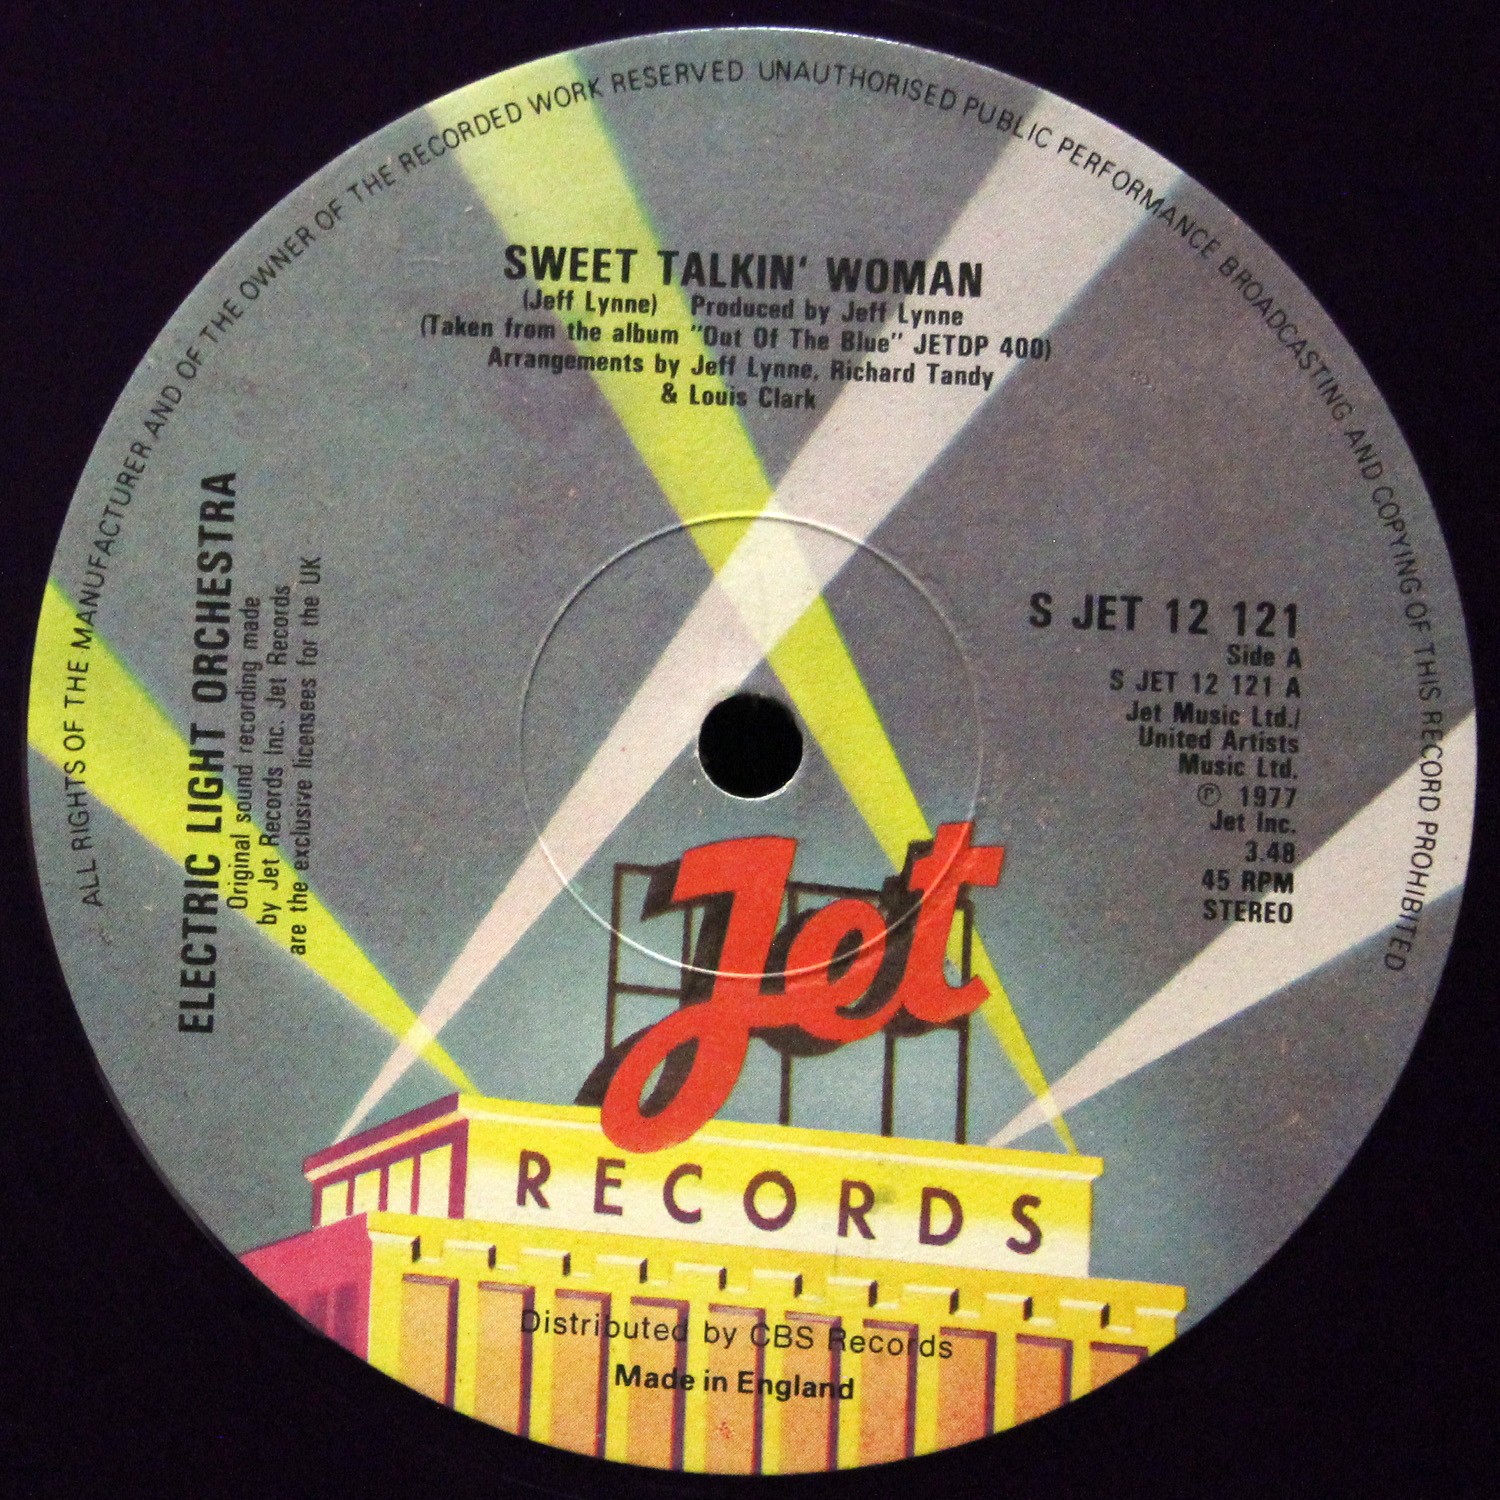 ALL RIGHTS OF THE MANUFACTURER AND OF THE OWNER OF THE RECORDED WORK RESERVED UNAUTHORISED PUBLIC PERFORMANCE BROADCASTING AND COPYING OF THIS RECORD PROHIBITED
SWEET TALKIN' WOMAN
(Jeff Lynne) Produced by Jeff Lynne
(Taken from the album "Out Of The Blue" JETDP 400)
Arrangements by Jeff Lynne, Richard Tandy
& Louis Clark
ELECTRIC LIGHT ORCHESTRA
Original sound recording made
by Jet Records Inc. Jet Records
are the exclusive licensees for the UK
S JET 12 121
Side A
S JET 12 121 A
Jet Music Ltd./
United Artists
Music Ltd.
℗ 1977
Jet Inc.
3.48
45 RPM
STEREO
Jet
RECORDS
Distributed by CBS Records
Made in England